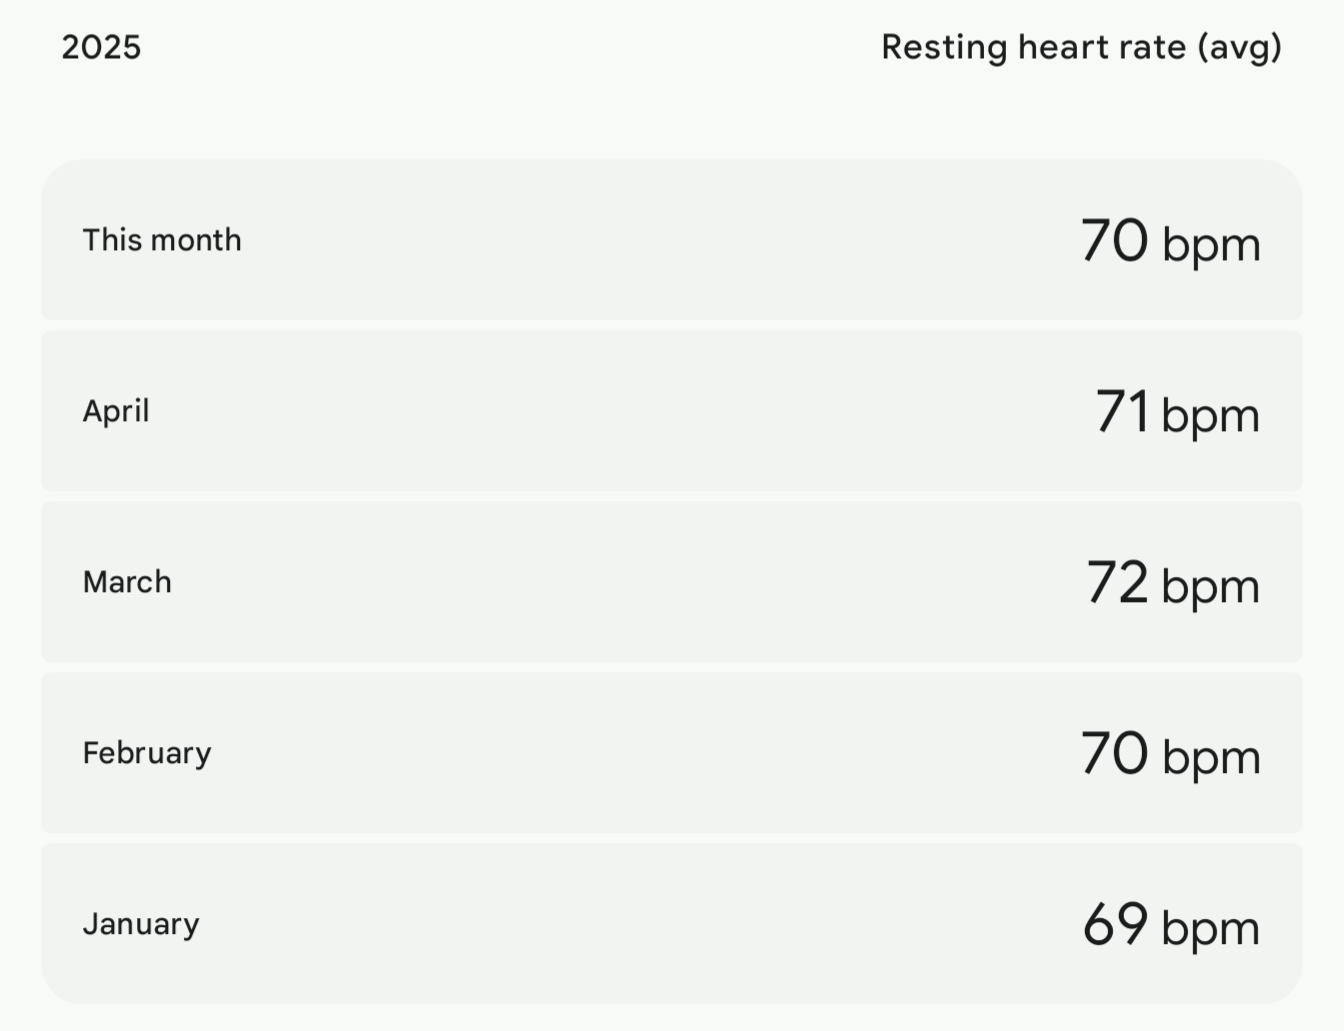 2025 Resting heart rate (avg)
This month 70 bpm
April 71 bpm
March 72 bpm
February 70 bpm
January 69 bpm